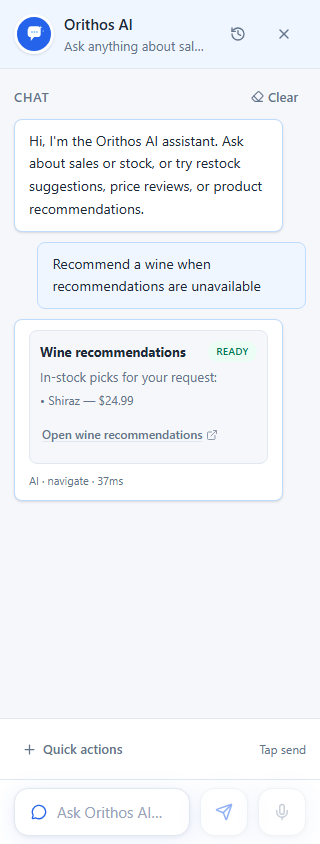 Orithos AI
Ask anything about sal...
CHAT
Clear
Hi, I'm the Orithos AI assistant. Ask
about sales or stock, or try restock
suggestions, price reviews, or product
recommendations.
Recommend a wine when
recommendations are unavailable
Wine recommendations READY
In-stock picks for your request:
• Shiraz — $24.99
Open wine recommendations
AI · navigate · 37ms
Quick actions
Tap send
Ask Orithos AI...